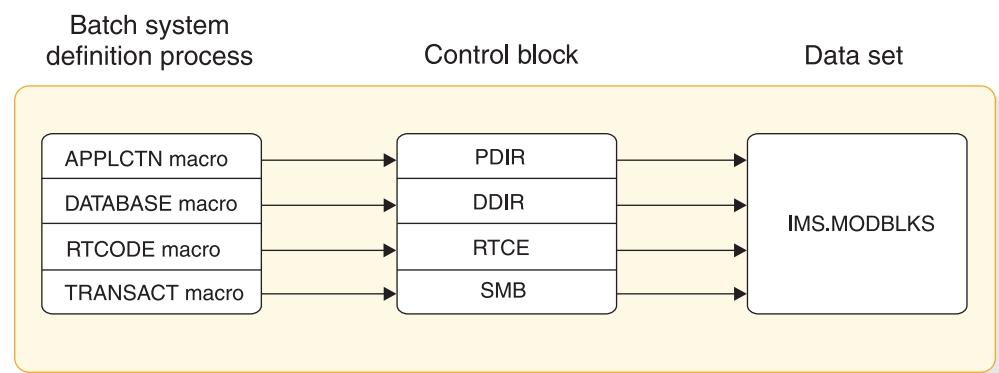 Batch system
definition process
Control block
Data set
APPLCTN macro
PDIR
DATABASE macro
DDIR
RTCODE macro
RTCE
TRANSACT macro
SMB
IMS.MODBLKS